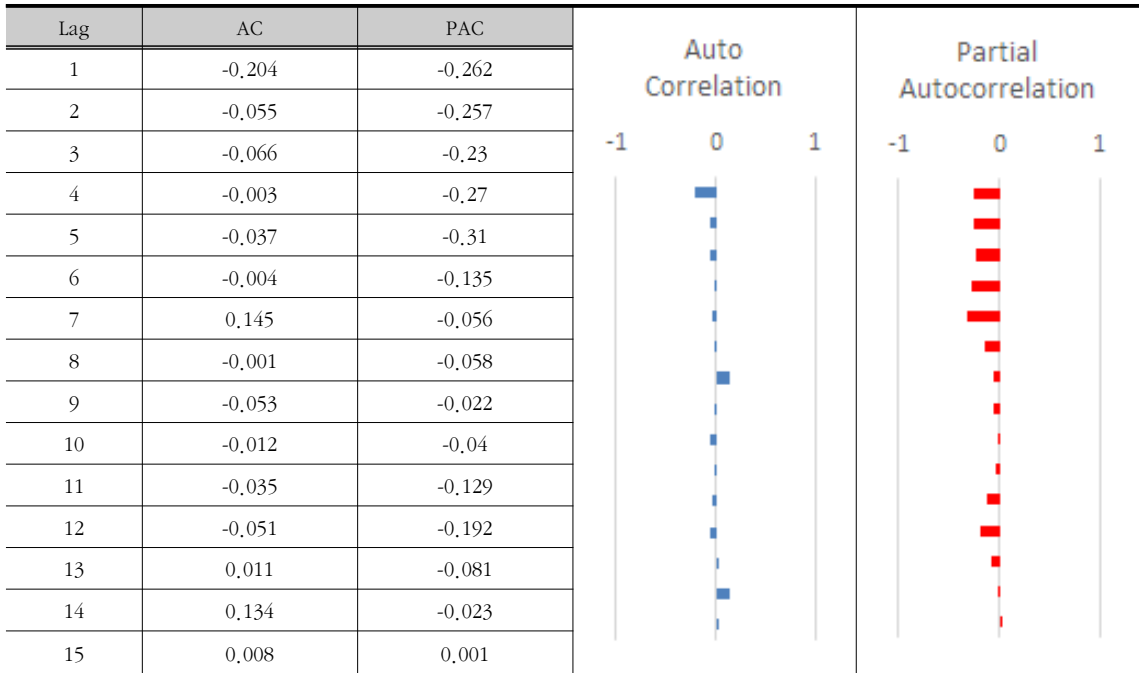 Lag AC PAC
1 -0.204 -0.262
2 -0.055 -0.257
3 -0.066 -0.23
4 -0.003 -0.27
5 -0.037 -0.31
6 -0.004 -0.135
7 0.145 -0.056
8 -0.001 -0.058
9 -0.053 -0.022
10 -0.012 -0.04
11 -0.035 -0.129
12 -0.051 -0.192
13 0.011 -0.081
14 0.134 -0.023
15 0.008 0.001
Auto
Correlation
-1 0 1
Partial
Autocorrelation
-1 0 1